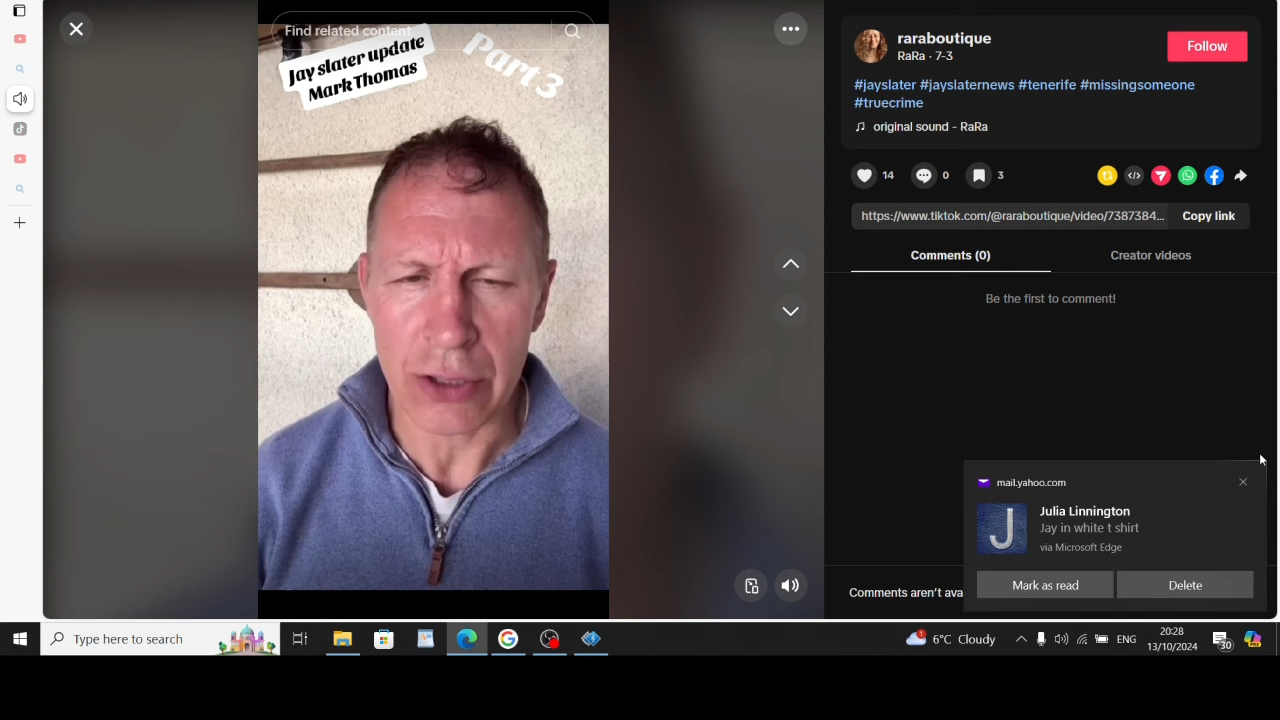 Find related content
Jay slater update
Mark Thomas
Part 3
raraboutique
RaRa · 7-3
Follow
#jayslater #jayslaternews #tenerife #missingsomeone
#truecrime
original sound - RaRa
14
0
3
https://www.tiktok.com/@raraboutique/video/7387384...
Copy link
Comments (0)
Creator videos
Be the first to comment!
mail.yahoo.com
J
Julia Linnington
Jay in white t shirt
via Microsoft Edge
Mark as read
Delete
Comments aren't ava
Type here to search
6°C Cloudy
ENG
20:28
13/10/2024
30